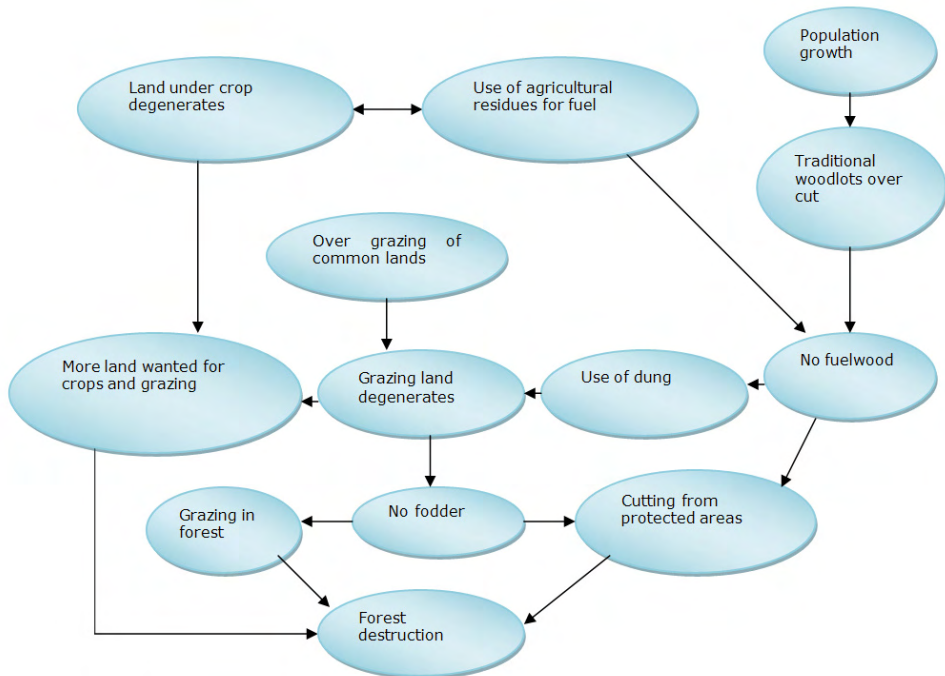 Population
growth
Land under crop
degenerates
Use of agricultural
residues for fuel
Traditional
woodlots over
cut
Over grazing of
common lands
More land wanted for
crops and grazing
Grazing land
degenerates
Use of dung
No fuelwood
Grazing in
forest
No fodder
Cutting from
protected areas
Forest
destruction